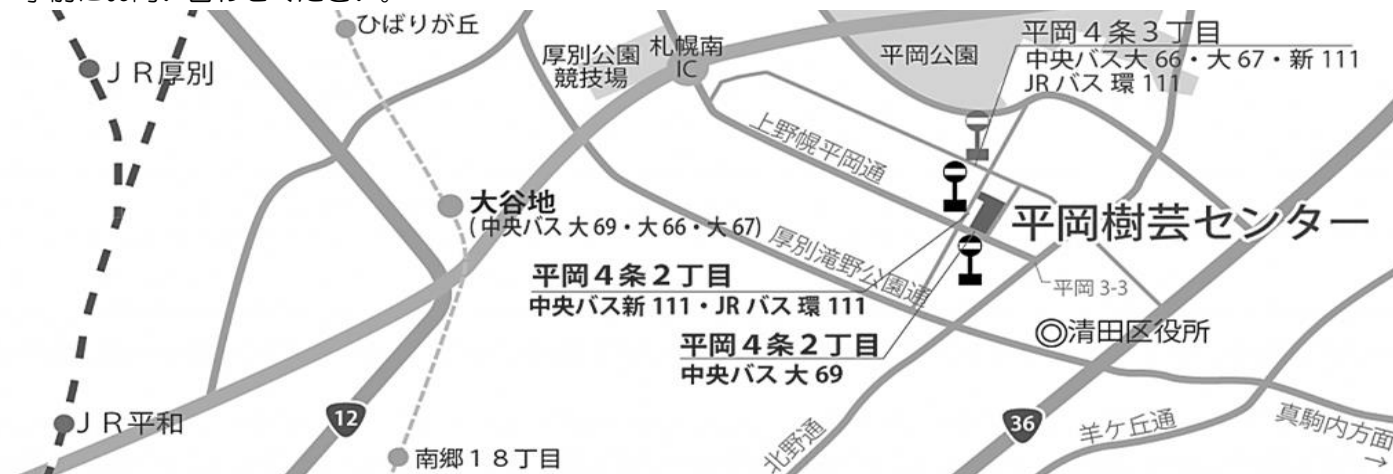 ひばりが丘
ＪＲ厚別
厚別公園
競技場
札幌南
IC
平岡公園
平岡４条３丁目
中央バス大 66・大 67・新 111
JR バス 環 111
上野幌平岡通
大谷地
(中央バス 大 69・大 66・大 67)
厚別滝野公園通
平岡樹芸センター
平岡４条２丁目
中央バス新 111・JR バス 環 111
平岡 3-3
平岡４条２丁目
中央バス 大 69
◎清田区役所
ＪＲ平和
12
36
羊ケ丘通
真駒内方面
→
北野通
南郷１８丁目